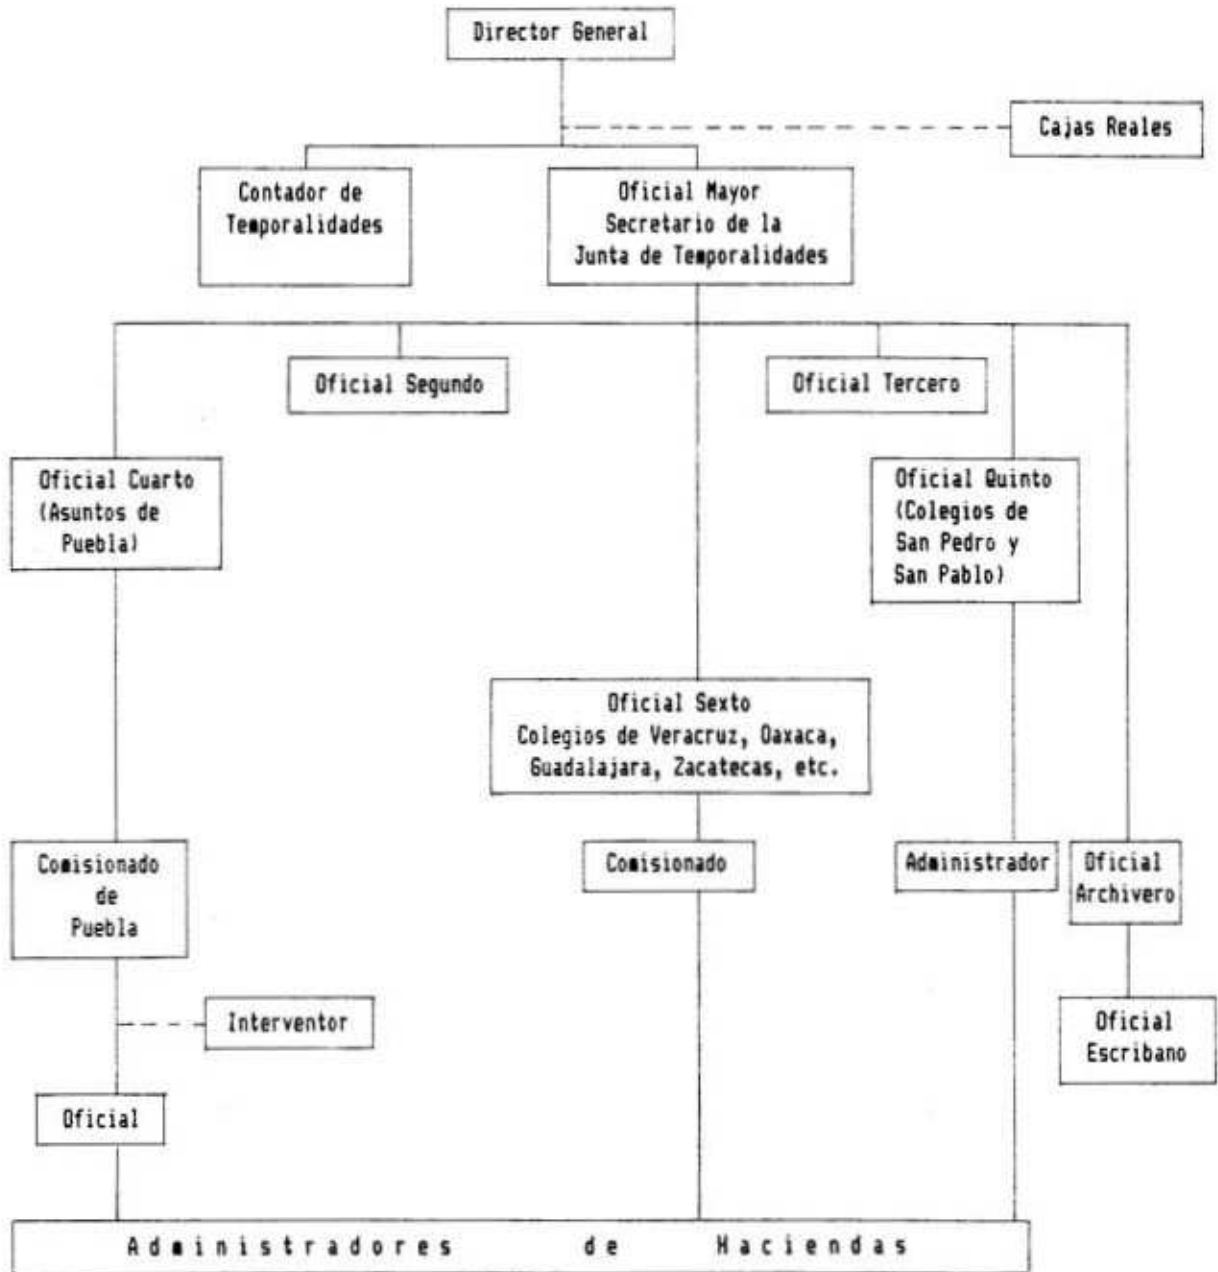 Director General
Cajas Reales
Contador de
Temporalidades
Oficial Mayor
Secretario de la
Junta de Temporalidades
Oficial Segundo
Oficial Tercero
Oficial Cuarto
(Asuntos de
Puebla)
Oficial Quinto
(Colegios de
San Pedro y
San Pablo)
Oficial Sexto
Colegios de Veracruz, Oaxaca,
Guadalajara, Zacatecas, etc.
Comisionado
de
Puebla
Comisionado
Administrador
Oficial
Archivero
Interventor
Oficial
Escribano
Oficial
Administradores de Haciendas